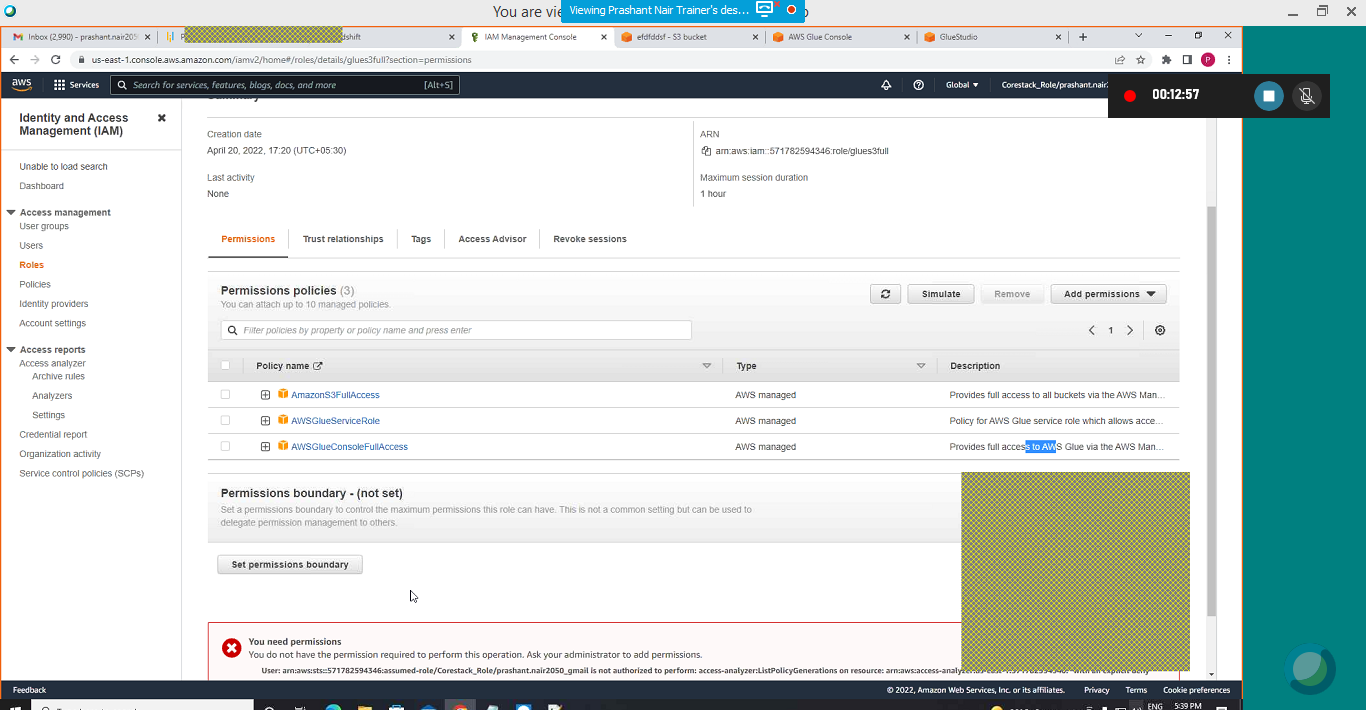 You are vie
Viewing Prashant Nair Trainer's des...
Inbox (2,990) - prashant.nair205
dshift
IAM Management Console
efdfddsf - S3 bucket
AWS Glue Console
GlueStudio
us-east-1.console.aws.amazon.com/iamv2/home#/roles/details/glues3full?section=permissions
aws
Services
Search for services, features, blogs, docs, and more
[Alt+S]
Global
Corestack_Role/prashant.nair2
00:12:57
Identity and Access
Management (IAM)
Unable to load search
Dashboard
Access management
User groups
Users
Roles
Policies
Identity providers
Account settings
Access reports
Access analyzer
Archive rules
Analyzers
Settings
Credential report
Organization activity
Service control policies (SCPs)
Summary
Creation date
April 20, 2022, 17:20 (UTC+05:30)
ARN
arn:aws:iam::571782594346:role/glues3full
Last activity
None
Maximum session duration
1 hour
Permissions
Trust relationships
Tags
Access Advisor
Revoke sessions
Permissions policies (3)
You can attach up to 10 managed policies.
Simulate
Remove
Add permissions
Filter policies by property or policy name and press enter
1
Policy name
Type
Description
AmazonS3FullAccess
AWS managed
Provides full access to all buckets via the AWS Man...
AWSGlueServiceRole
AWS managed
Policy for AWS Glue service role which allows acce...
AWSGlueConsoleFullAccess
AWS managed
Provides full access to AWS Glue via the AWS Man...
Permissions boundary - (not set)
Set a permissions boundary to control the maximum permissions this role can have. This is not a common setting but can be used to
delegate permission management to others.
Set permissions boundary
You need permissions
You do not have the permission required to perform this operation. Ask your administrator to add permissions.
User: arn:aws:sts::571782594346:assumed-role/Corestack_Role/prashant.nair2050_gmail is not authorized to perform: access-analyzer:ListPolicyGenerations on resource:
Feedback
© 2022, Amazon Web Services, Inc. or its affiliates.
Privacy
Terms
Cookie preferences
ENG
5:39 PM